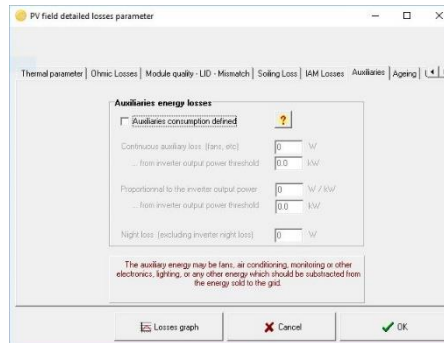 PV field detailed losses parameter
Thermal parameter | Ohmic Losses | Module quality - LID - Mismatch | Soiling Loss | IAM Losses | Auxiliaries | Ageing
Auxiliaries energy losses
Auxiliaries consumption defined ?
Continuous auxiliary loss (fans, etc) 0 W
... from inverter output power threshold 0.0 kW
Proportionnal to the inverter output power 0 W / kW
... from inverter output power threshold 0.0 kW
Night loss (excluding inverter night loss) 0 W
The auxiliary energy may be fans, air conditioning, monitoring or other
electronics, lighting, or any other energy which should be substracted from
the energy sold to the grid.
Losses graph Cancel OK